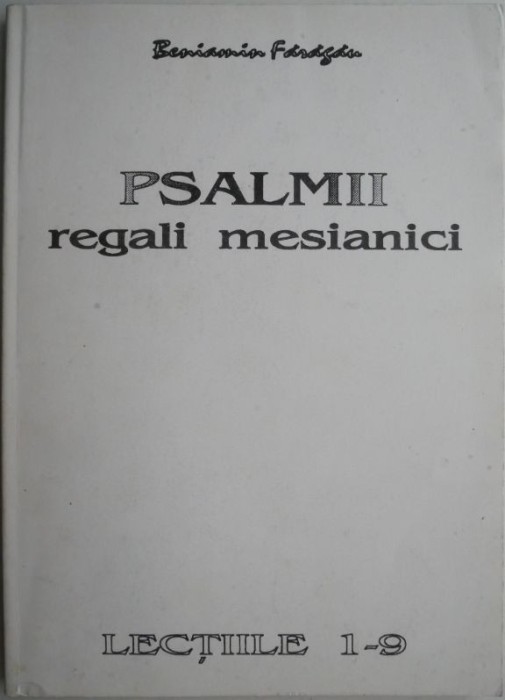 Beniamin Fărăgău
PSALMII
regali mesianici
LECȚIILE 1-9